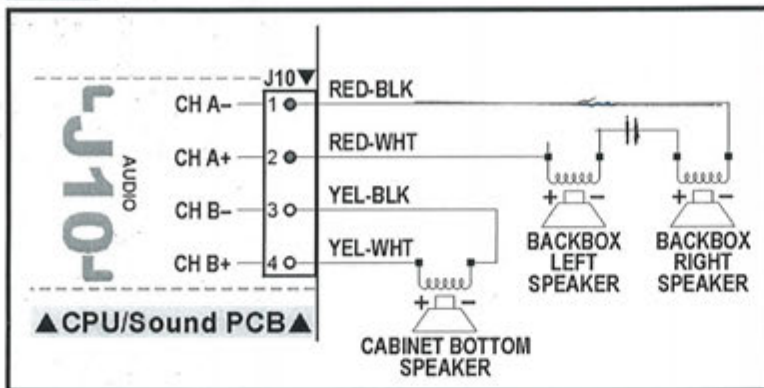 J10▼
CH A–
1
RED-BLK
CH A+
2
RED-WHT
CH B–
3
YEL-BLK
CH B+
4
YEL-WHT
J10
AUDIO
+ –
BACKBOX
LEFT
SPEAKER
+ –
BACKBOX
RIGHT
SPEAKER
+ –
CABINET BOTTOM
SPEAKER
▲CPU/Sound PCB▲